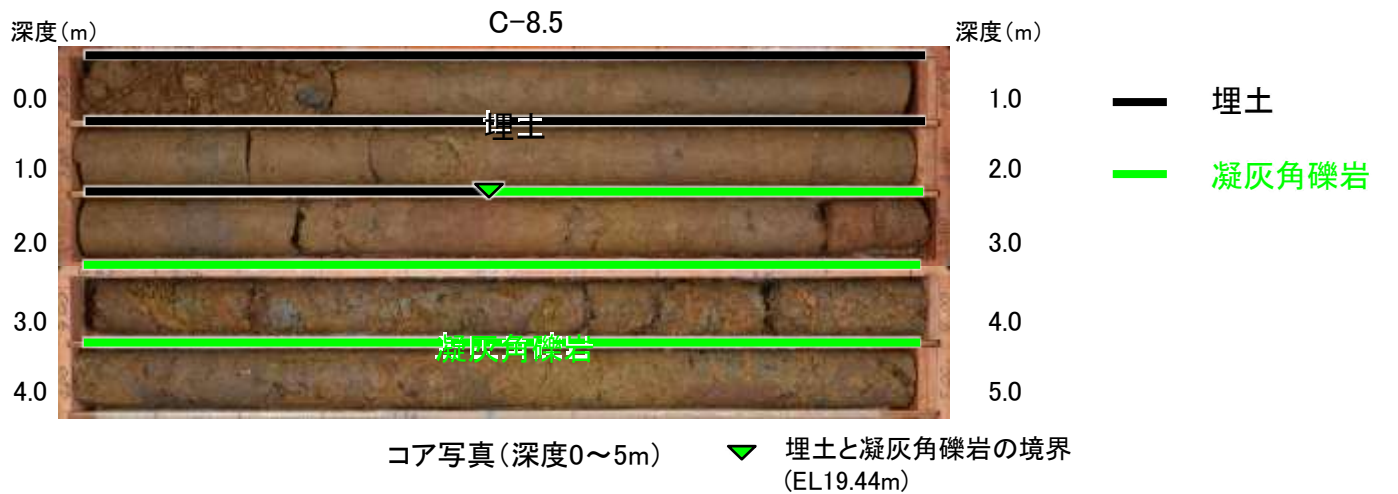 C-8.5
深度(m)
深度(m)
0.0
1.0
埋土
1.0
2.0
2.0
3.0
3.0
4.0
凝灰角礫岩
4.0
5.0
埋土
凝灰角礫岩
コア写真(深度0～5m)
埋土と凝灰角礫岩の境界
(EL19.44m)